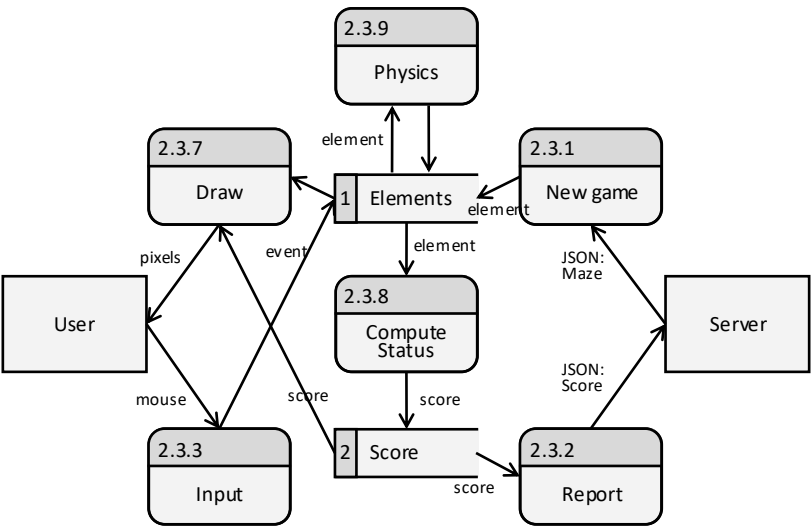 2.3.9
Physics
element
2.3.7
Draw
2.3.1
New game
1
Elements
element
pixels
event
element
JSON:
Maze
User
2.3.8
Compute
Status
Server
mouse
score
score
JSON:
Score
2.3.3
Input
2
Score
score
2.3.2
Report